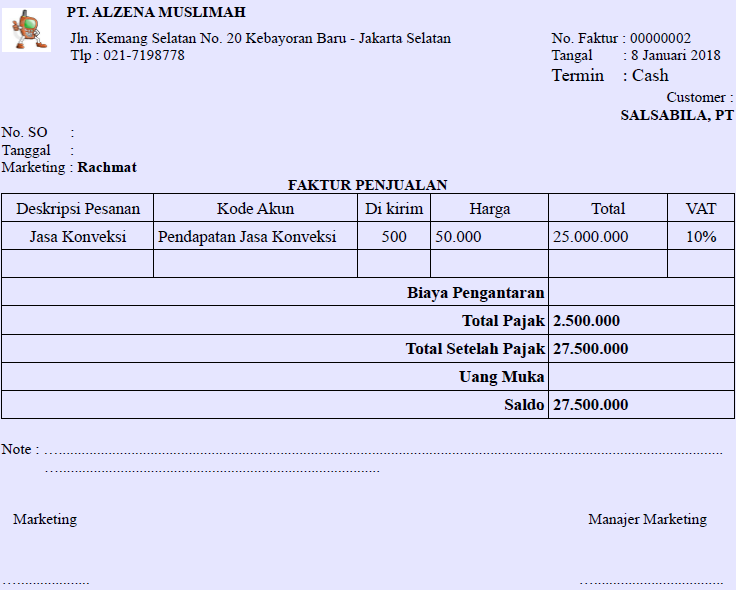 PT. ALZENA MUSLIMAH
Jln. Kemang Selatan No. 20 Kebayoran Baru - Jakarta Selatan
Tlp : 021-7198778
No. Faktur : 00000002
Tangal : 8 Januari 2018
Termin : Cash
Customer :
SALSABILA, PT
No. SO :
Tanggal :
Marketing : Rachmat
FAKTUR PENJUALAN
Deskripsi Pesanan Kode Akun Di kirim Harga Total VAT
Jasa Konveksi Pendapatan Jasa Konveksi 500 50.000 25.000.000 10%
Biaya Pengantaran
Total Pajak 2.500.000
Total Setelah Pajak 27.500.000
Uang Muka
Saldo 27.500.000
Note : ................................................................
................................................................
Marketing Manajer Marketing
........................ ........................